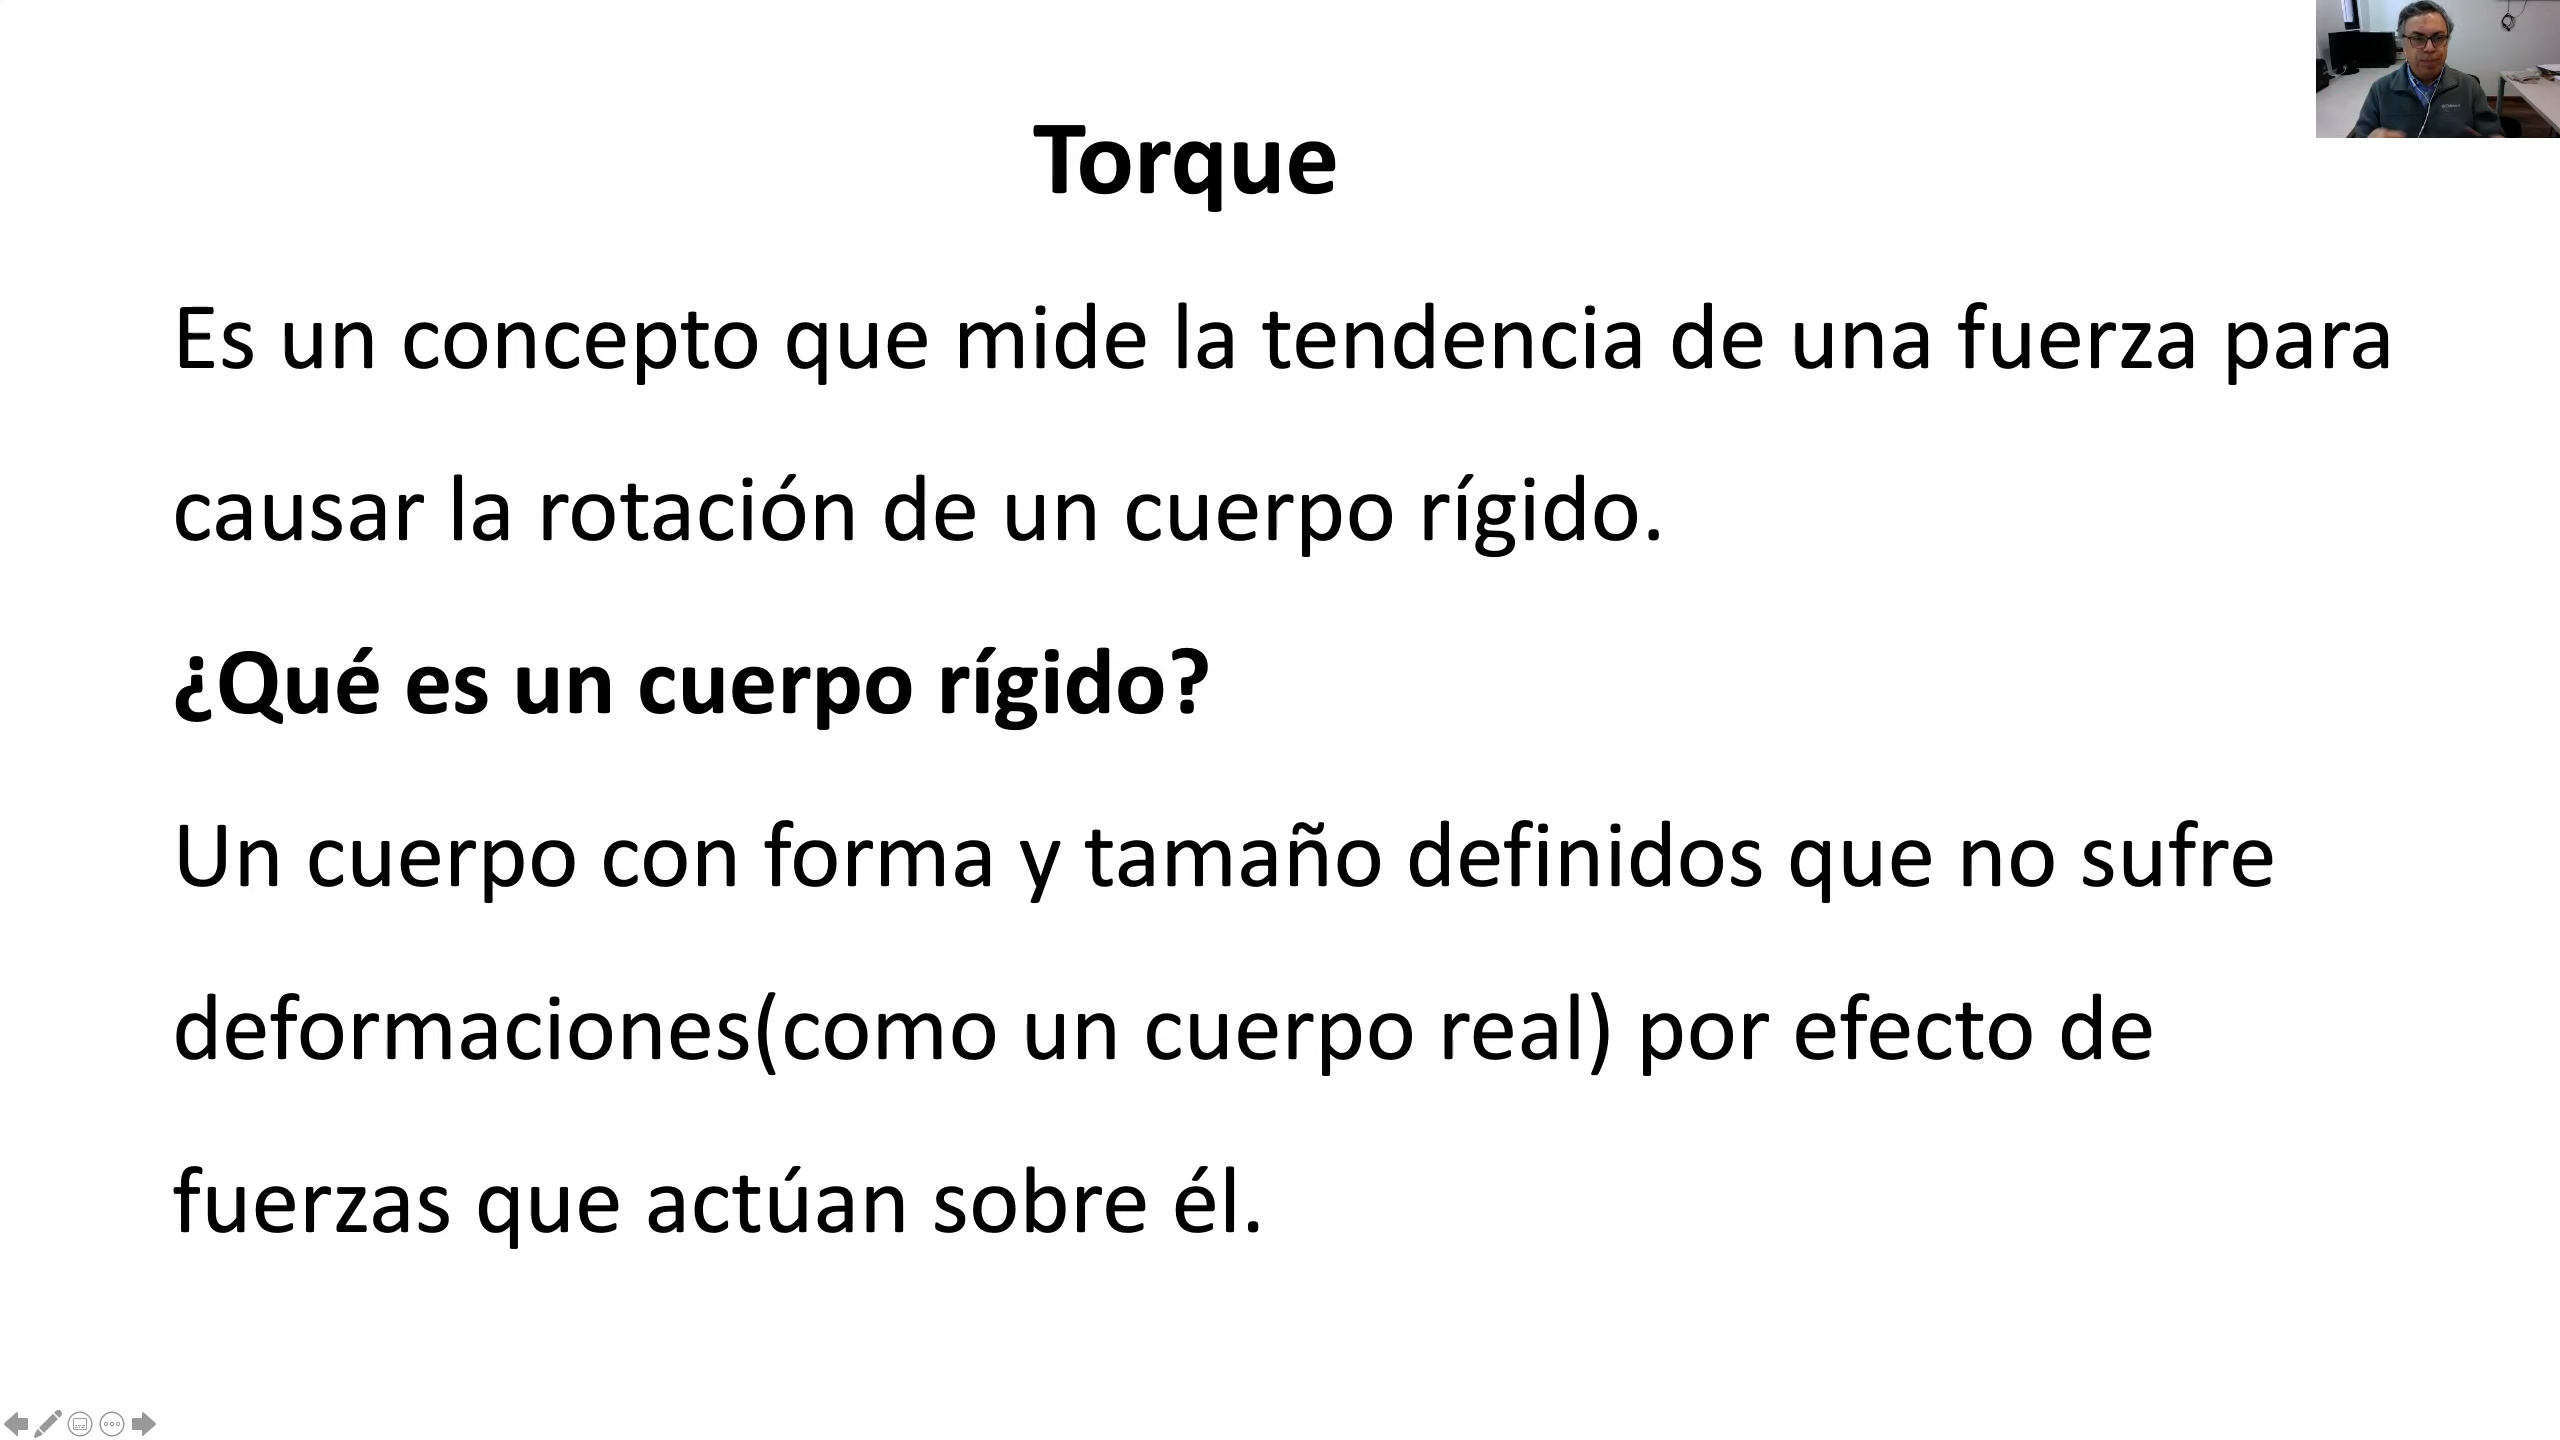 Torque
Es un concepto que mide la tendencia de una fuerza para
causar la rotación de un cuerpo rígido.
¿Qué es un cuerpo rígido?
Un cuerpo con forma y tamaño definidos que no sufre
deformaciones(como un cuerpo real) por efecto de
fuerzas que actúan sobre él.